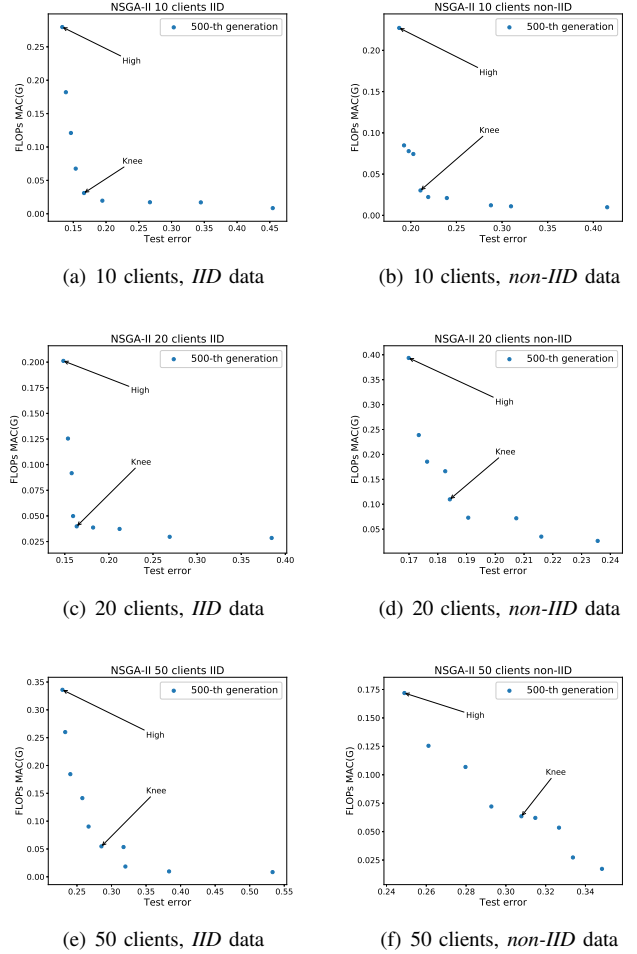 NSGA-II 10 clients IID
500-th generation
High
Knee
FLOPs MAC(G)
0.25
0.20
0.15
0.10
0.05
0.00
0.15 0.20 0.25 0.30 0.35 0.40 0.45
Test error
(a) 10 clients, IID data
NSGA-II 10 clients non-IID
500-th generation
High
Knee
FLOPs MAC(G)
0.20
0.15
0.10
0.05
0.00
0.20 0.25 0.30 0.35 0.40
Test error
(b) 10 clients, non-IID data
NSGA-II 20 clients IID
500-th generation
High
Knee
FLOPs MAC(G)
0.200
0.175
0.150
0.125
0.100
0.075
0.050
0.025
0.15 0.20 0.25 0.30 0.35 0.40
Test error
(c) 20 clients, IID data
NSGA-II 20 clients non-IID
500-th generation
High
Knee
FLOPs MAC(G)
0.40
0.35
0.30
0.25
0.20
0.15
0.10
0.05
0.17 0.18 0.19 0.20 0.21 0.22 0.23 0.24
Test error
(d) 20 clients, non-IID data
NSGA-II 50 clients IID
500-th generation
High
Knee
FLOPs MAC(G)
0.35
0.30
0.25
0.20
0.15
0.10
0.05
0.00
0.25 0.30 0.35 0.40 0.45 0.50 0.55
Test error
(e) 50 clients, IID data
NSGA-II 50 clients non-IID
500-th generation
High
Knee
FLOPs MAC(G)
0.175
0.150
0.125
0.100
0.075
0.050
0.025
0.24 0.26 0.28 0.30 0.32 0.34
Test error
(f) 50 clients, non-IID data